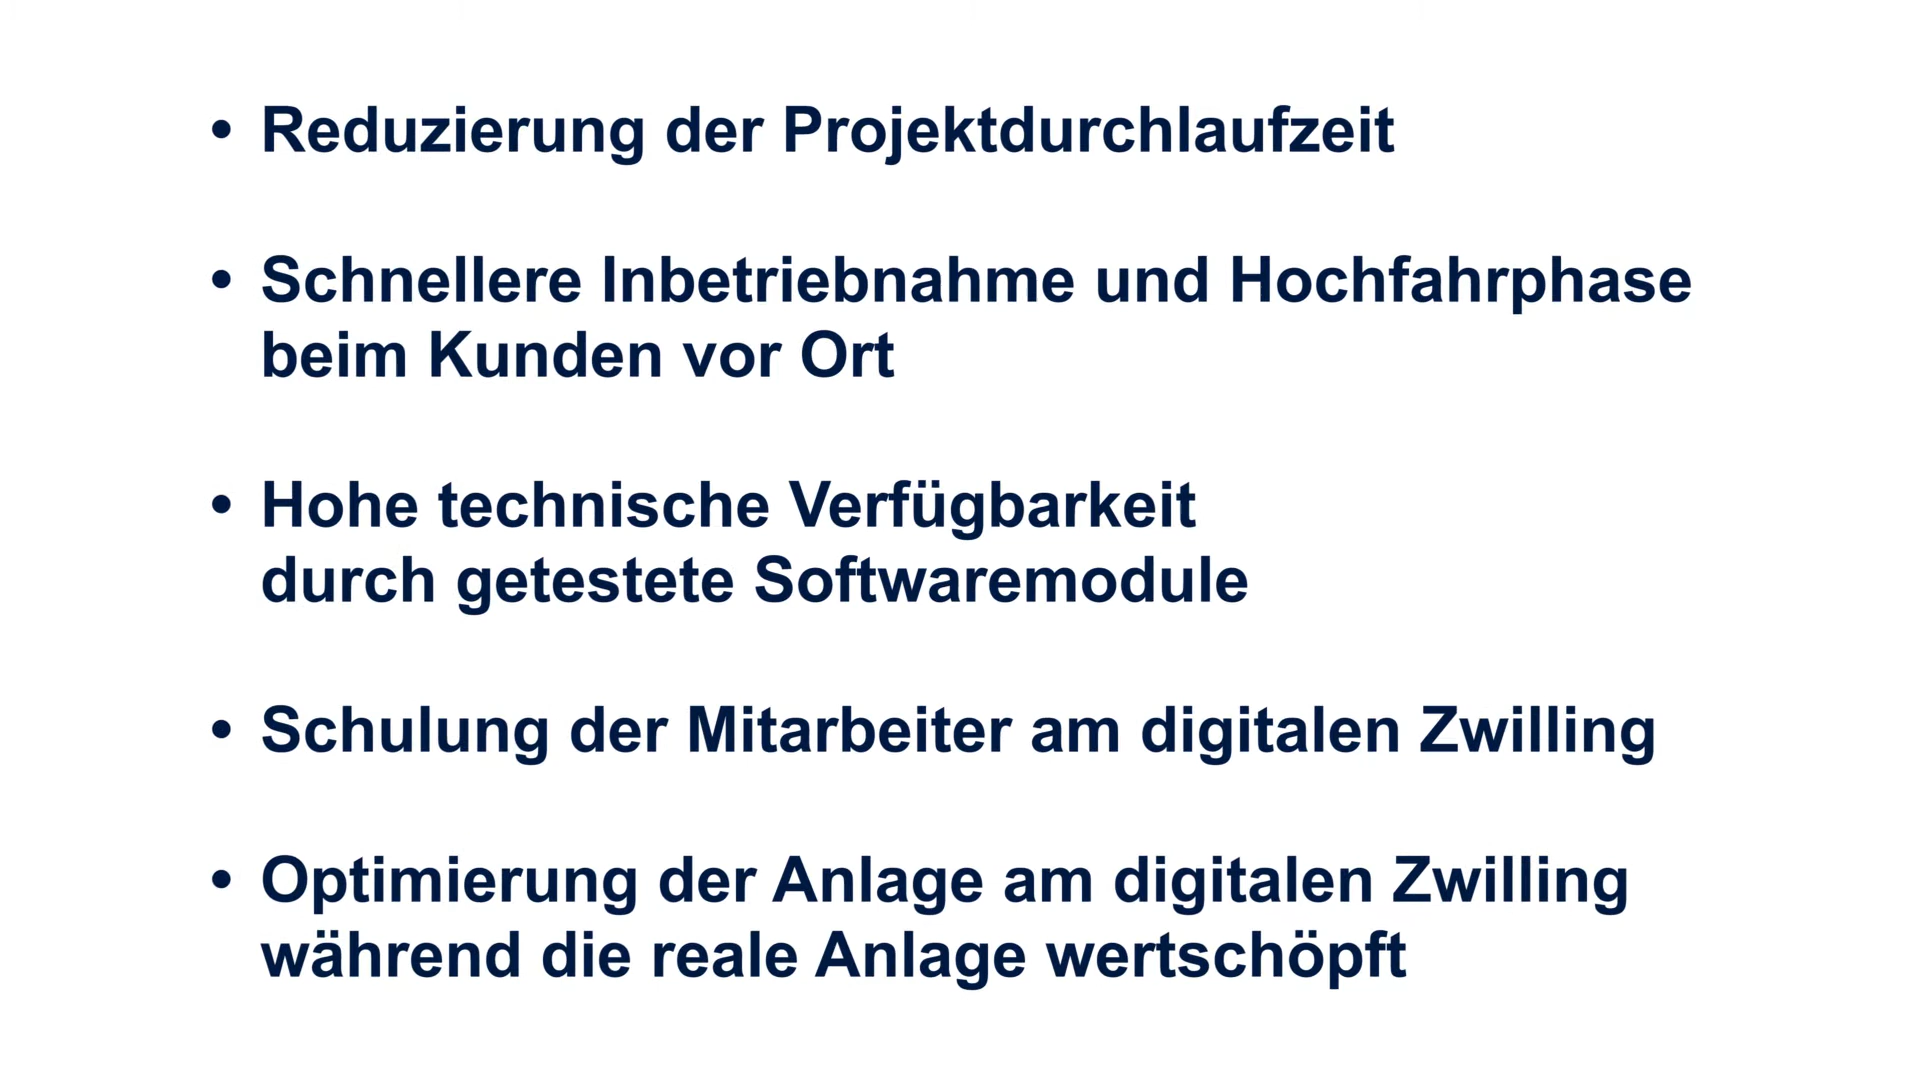 • Reduzierung der Projektdurchlaufzeit
• Schnellere Inbetriebnahme und Hochfahrphase
beim Kunden vor Ort
• Hohe technische Verfügbarkeit
durch getestete Softwaremodule
• Schulung der Mitarbeiter am digitalen Zwilling
• Optimierung der Anlage am digitalen Zwilling
während die reale Anlage wertschöpft